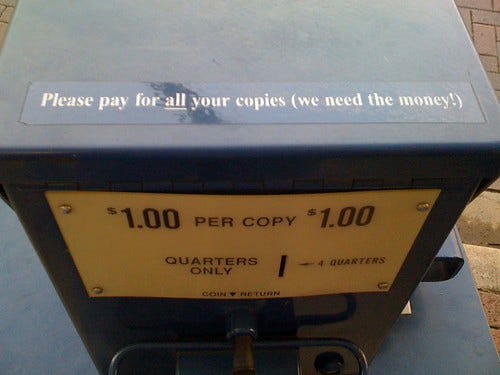 Please pay for all your copies (we need the money!)
$1.00 PER COPY $1.00
QUARTERS ONLY ← 4 QUARTERS
COIN ▼ RETURN